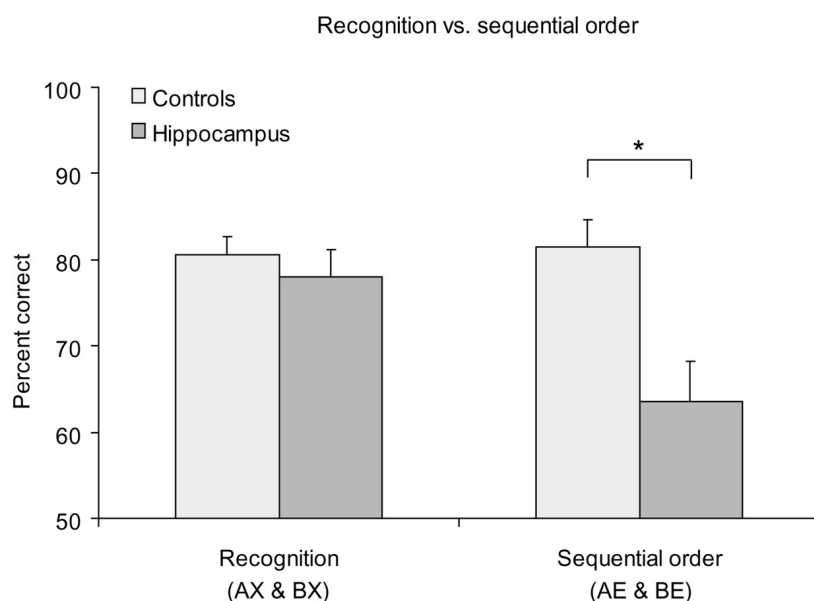 Recognition vs. sequential order
Controls
Hippocampus
*
Percent correct
100
90
80
70
60
50
Recognition
(AX & BX)
Sequential order
(AE & BE)